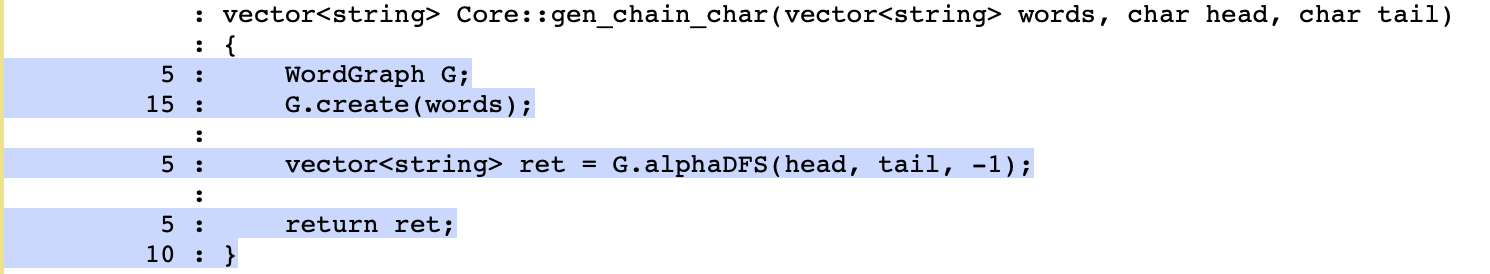 : vector<string> Core::gen_chain_char(vector<string> words, char head, char tail)
: {
5 :     WordGraph G;
15 :     G.create(words);
:
5 :     vector<string> ret = G.alphaDFS(head, tail, -1);
:
5 :     return ret;
10 : }